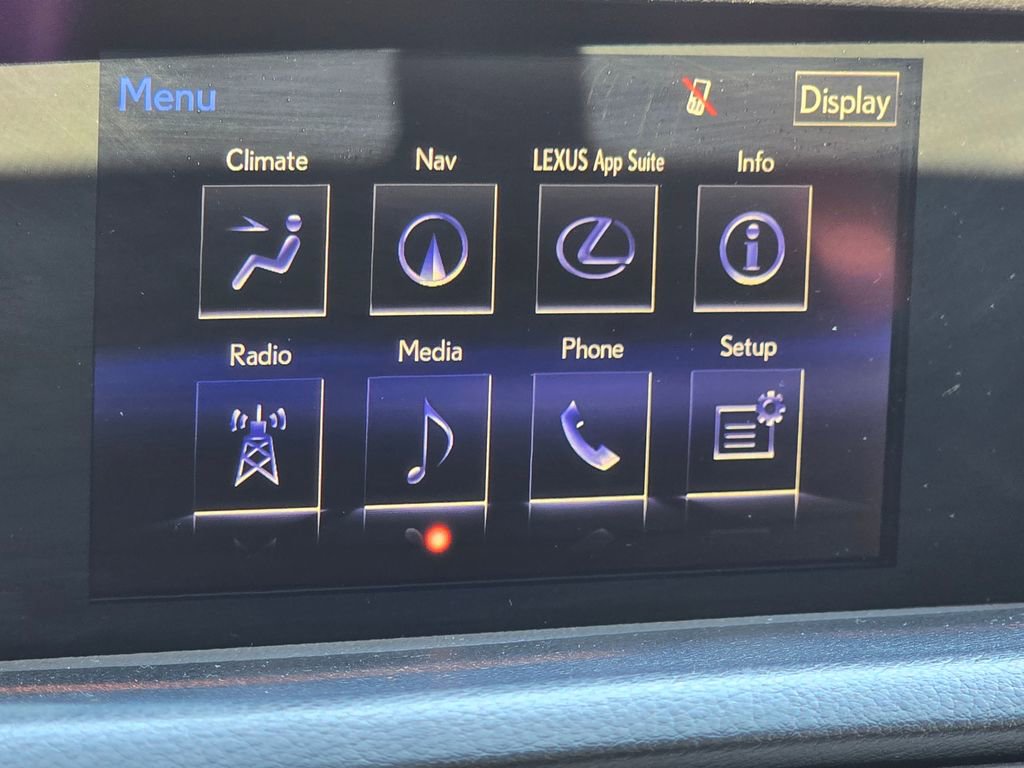 Menu
Display
Climate
Nav
LEXUS App Suite
Info
Radio
Media
Phone
Setup